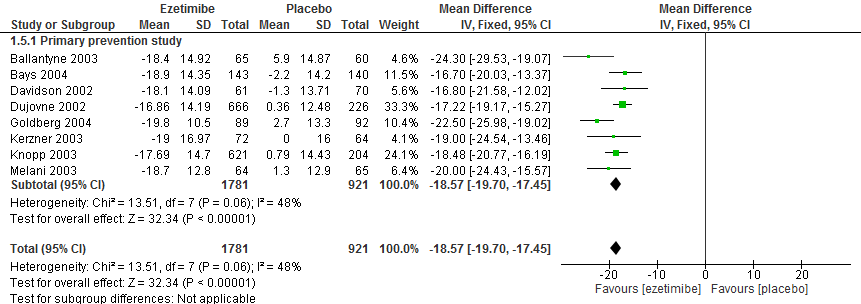 Ezetimibe Placebo Mean Difference Mean Difference
Study or Subgroup Mean SD Total Mean SD Total Weight IV, Fixed, 95% CI IV, Fixed, 95% CI
1.5.1 Primary prevention study
Ballantyne 2003 -18.4 14.92 65 5.9 14.87 60 4.6% -24.30 [-29.53, -19.07]
Bays 2004 -18.9 14.35 143 -2.2 14.2 140 11.4% -16.70 [-20.03, -13.37]
Davidson 2002 -18.1 14.09 61 -1.3 13.71 70 5.6% -16.80 [-21.58, -12.02]
Dujovne 2002 -16.86 14.19 666 0.36 12.48 226 33.3% -17.22 [-19.17, -15.27]
Goldberg 2004 -19.8 10.5 89 2.7 13.3 92 10.5% -22.50 [-25.98, -19.02]
Kerzner 2003 -19 16.97 72 0 16 64 4.1% -19.00 [-24.54, -13.46]
Knopp 2003 -17.69 14.7 621 0.79 14.43 204 24.1% -18.48 [-20.77, -16.19]
Melani 2003 -18.7 12.8 64 1.3 12.9 65 6.4% -20.00 [-24.43, -15.57]
Subtotal (95% CI) 1781 921 100.0% -18.57 [-19.70, -17.45]
Heterogeneity: Chi² = 13.51, df = 7 (P = 0.06); I² = 48%
Test for overall effect: Z = 32.34 (P < 0.00001)
Total (95% CI) 1781 921 100.0% -18.57 [-19.70, -17.45]
Heterogeneity: Chi² = 13.51, df = 7 (P = 0.06); I² = 48%
Test for overall effect: Z = 32.34 (P < 0.00001)
Test for subgroup differences: Not applicable
-20 -10 0 10 20
Favours [ezetimibe] Favours [placebo]